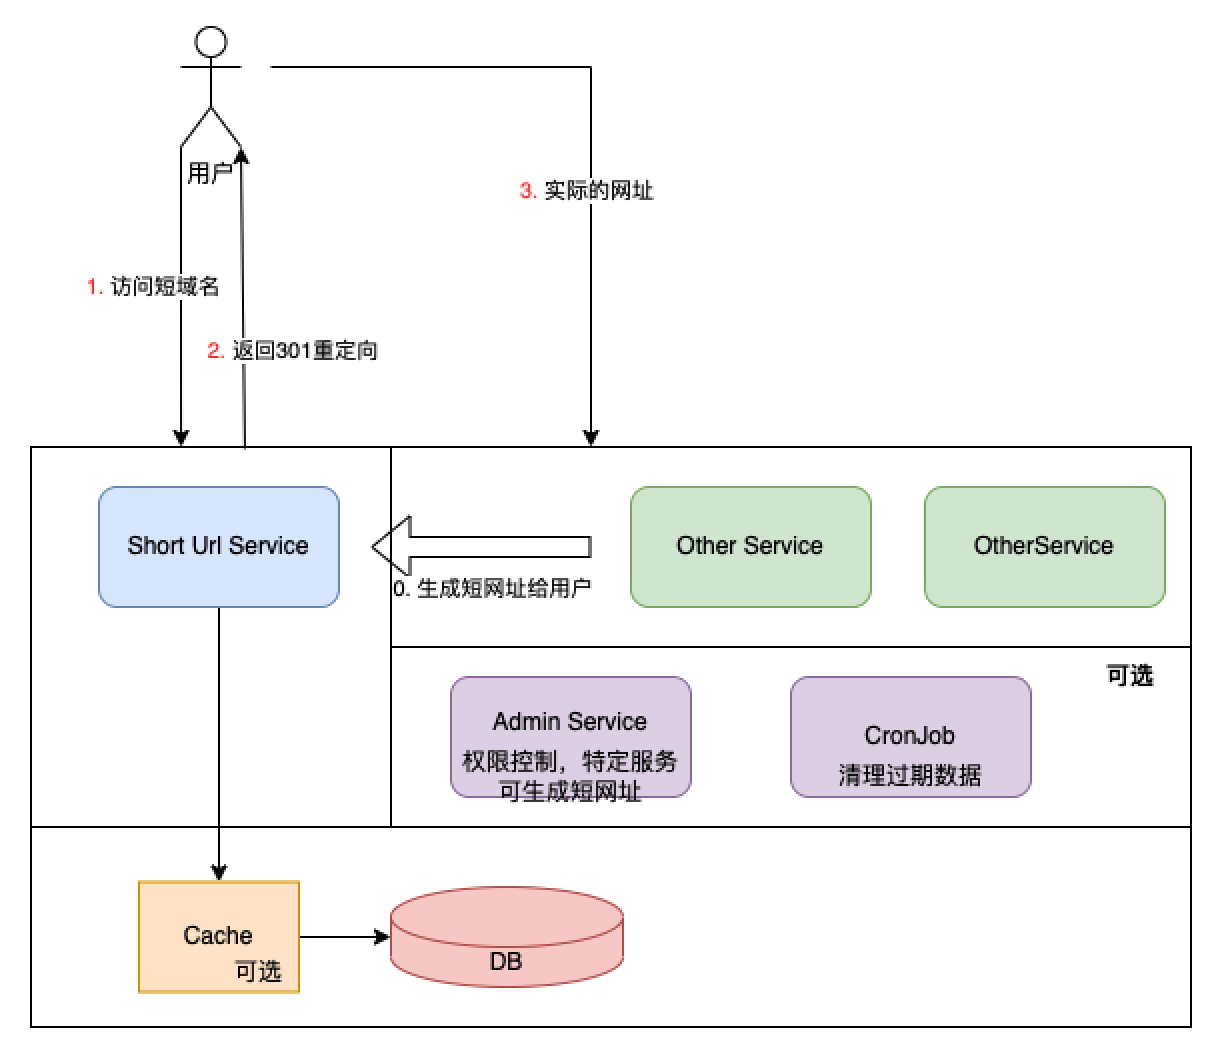 用户
3. 实际的网址
1. 访问短域名
2. 返回301重定向
Short Url Service
Other Service
OtherService
0. 生成短网址给用户
可选
Admin Service
权限控制，特定服务
可生成短网址
CronJob
清理过期数据
Cache
可选
DB